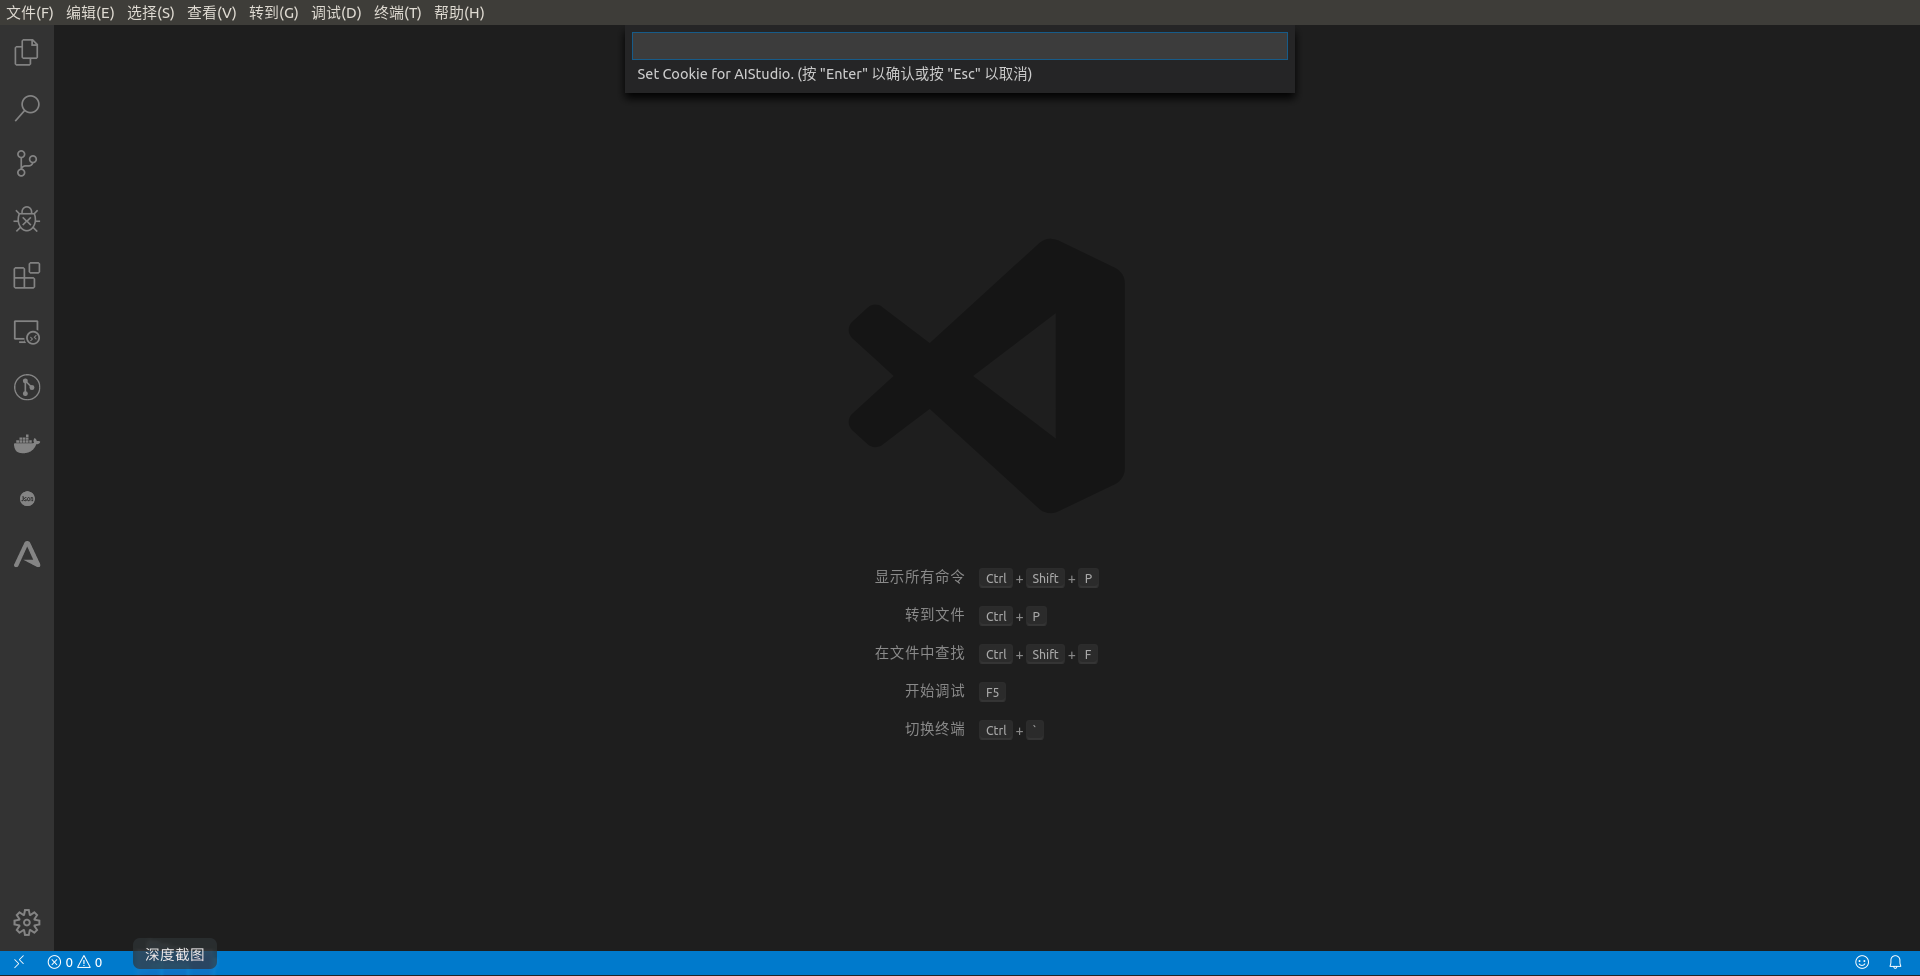 文件(F) 编辑(E) 选择(S) 查看(V) 转到(G) 调试(D) 终端(T) 帮助(H)
Set Cookie for AIStudio. (按 "Enter" 以确认或按 "Esc" 以取消)
Json
显示所有命令 Ctrl + Shift + P
转到文件 Ctrl + P
在文件中查找 Ctrl + Shift + F
开始调试 F5
切换终端 Ctrl + `
深度截图
0 0